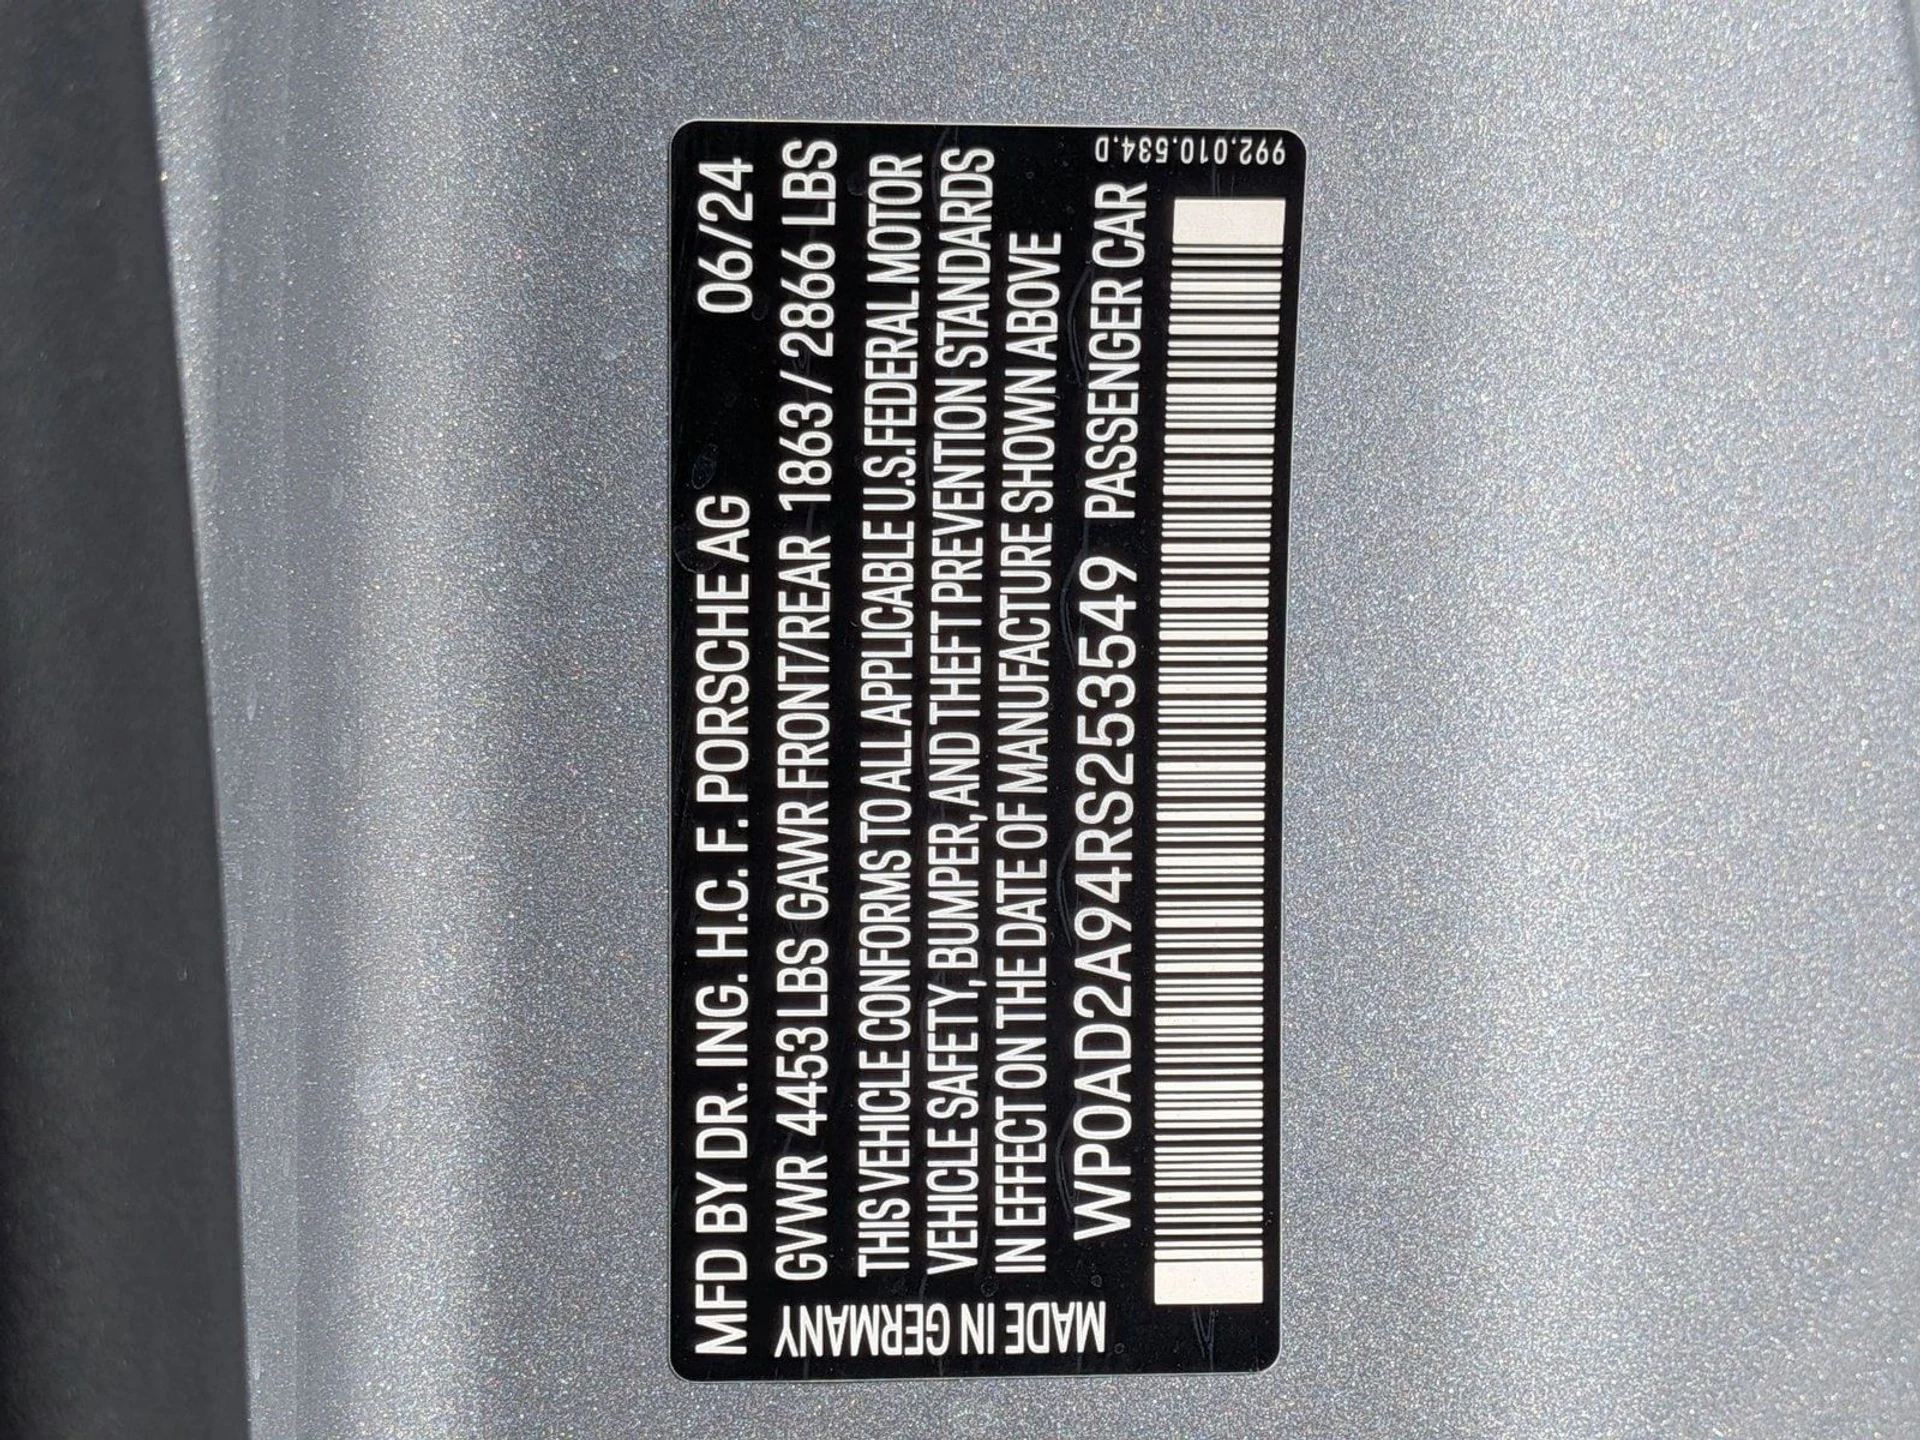 MFD BY DR. ING. H.C. F. PORSCHE AG 06/24
GVWR 4453 LBS GAWR FRONT/REAR 1863/2866 LBS
THIS VEHICLE CONFORMS TO ALL APPLICABLE U.S.FEDERAL MOTOR
VEHICLE SAFETY, BUMPER, AND THEFT PREVENTION STANDARDS
IN EFFECT ON THE DATE OF MANUFACTURE SHOWN ABOVE
WP0AD2A94RS253549 PASSENGER CAR
MADE IN GERMANY
992.010.534.D